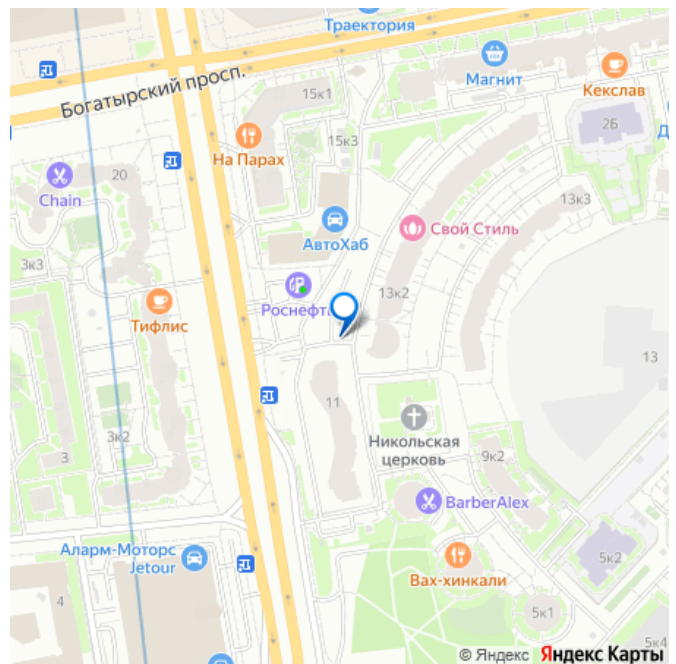 Траектория
Богатырский просп.
15к1
Магнит
Кекслав
2Б
На Парах
15к3
20
Chain
13к3
Свой Стиль
АвтоХаб
3к3
Роснефть
13к2
Тифлис
13
11
3к2
3
Никольская
церковь
9к2
BarberAlex
Аларм-Моторс
Jetour
Вах-хинкали
5к2
4
5к1
5к4
© Яндекс Яндекс Карты